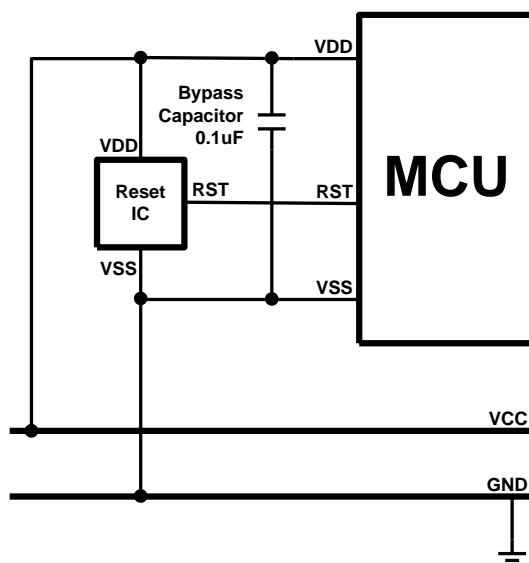 VDD
Bypass
Capacitor
0.1uF
VDD
MCU
Reset
IC
RST
RST
VSS
VSS
VCC
GND